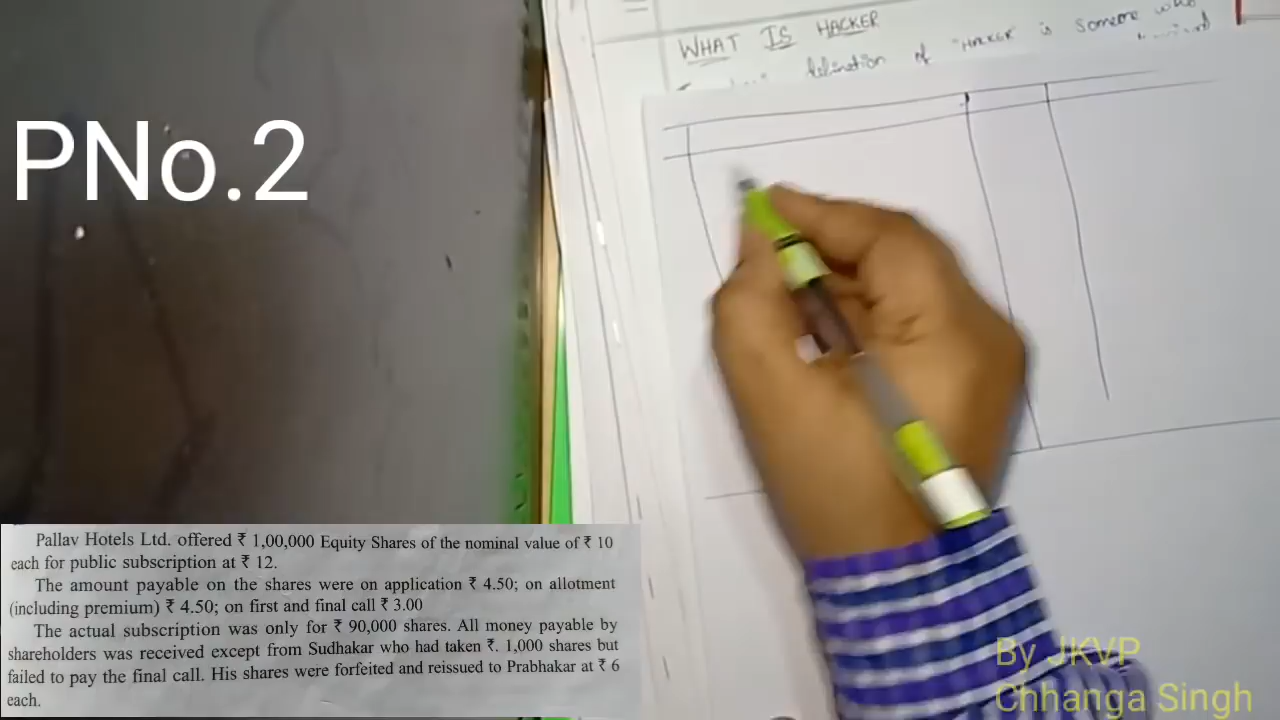 PNo.2
WHAT IS HACKER
of "HACKER" is someone who
Pallav Hotels Ltd. offered ₹ 1,00,000 Equity Shares of the nominal value of ₹ 10
each for public subscription at ₹ 12.
The amount payable on the shares were on application ₹ 4.50; on allotment
(including premium) ₹ 4.50; on first and final call ₹ 3.00
The actual subscription was only for ₹ 90,000 shares. All money payable by
shareholders was received except from Sudhakar who had taken ₹. 1,000 shares but
failed to pay the final call. His shares were forfeited and reissued to Prabhakar at ₹ 6
each.
By JKVP
Chhanga Singh